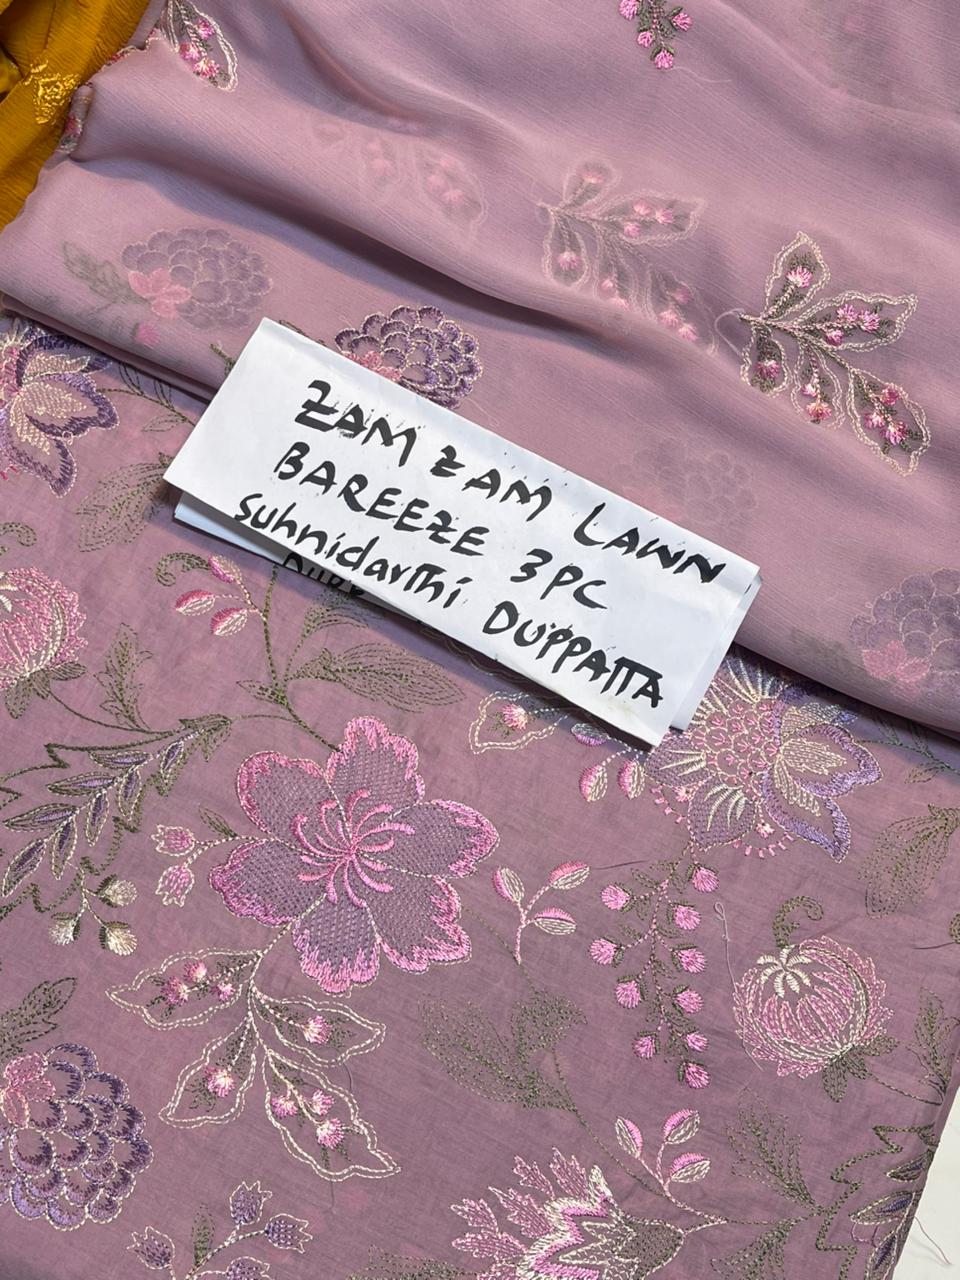 ZAM ZAM LAWN
BAREEZE 3PC
Suhnidarthi DUPPATTA